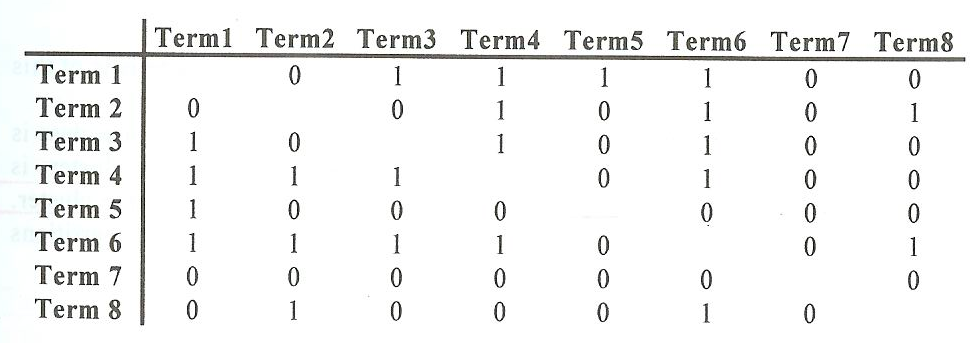 Term1 Term2 Term3 Term4 Term5 Term6 Term7 Term8
Term 1 0 1 1 1 1 0 0
Term 2 0 0 1 0 1 0 1
Term 3 1 0 1 0 1 0 0
Term 4 1 1 1 0 1 0 0
Term 5 1 0 0 0 0 0 0
Term 6 1 1 1 1 0 0 1
Term 7 0 0 0 0 0 0 0
Term 8 0 1 0 0 0 1 0